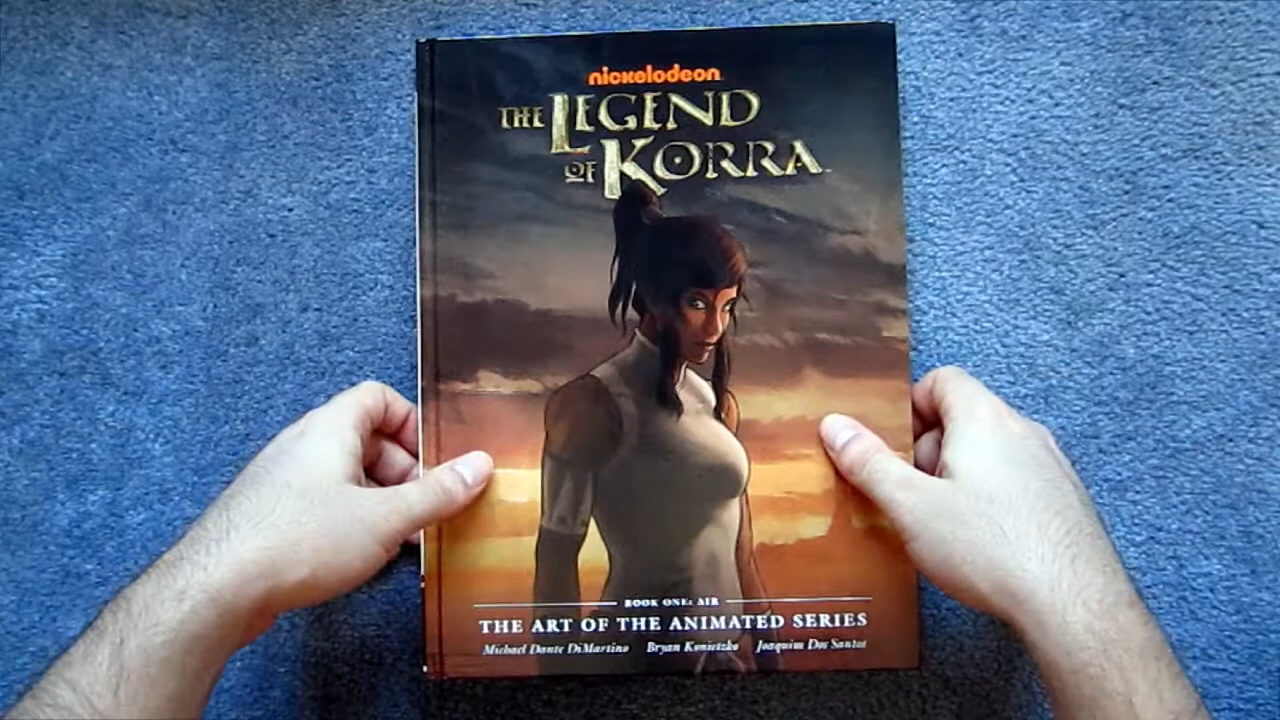 nickelodeon
THE LEGEND
OF KORRA™
BOOK ONE: AIR
THE ART OF THE ANIMATED SERIES
Michael Dante DiMartino Bryan Konietzko Joaquim Dos Santos